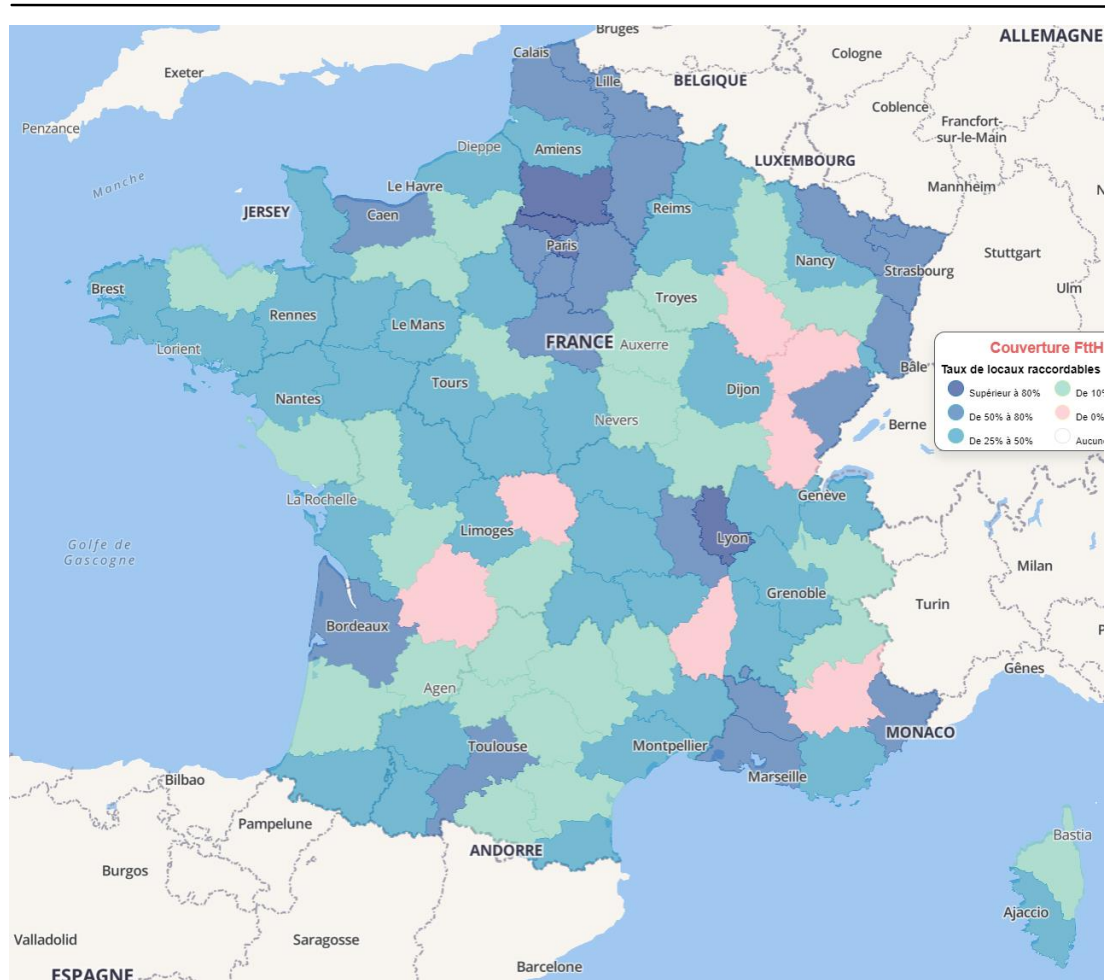 Bruges
ALLEMAGNE
Calais
Cologne
Exeter
Lille
BELGIQUE
Coblence
Francfort-
sur-le-Main
Penzance
Dieppe
Amiens
LUXEMBOURG
Manche
Le Havre
Mannheim
JERSEY
Caen
Reims
Paris
Nancy
Stuttgart
Strasbourg
Brest
Troyes
Ulm
Rennes
Le Mans
FRANCE
Auxerre
Lorient
Couverture FttH
Taux de locaux raccordables
Supérieur à 80%
De 50% à 80%
De 25% à 50%
De 10%
De 0%
Aucun
Bâle
Tours
Dijon
Nantes
Nevers
Berne
La Rochelle
Genève
Limoges
Lyon
Golfe de
Gascogne
Milan
Grenoble
Turin
Bordeaux
Gênes
Agen
MONACO
Toulouse
Montpellier
Marseille
Bilbao
Pampelune
Bastia
ANDORRE
Burgos
Ajaccio
Valladolid
Saragosse
Barcelone
ESPAGNE